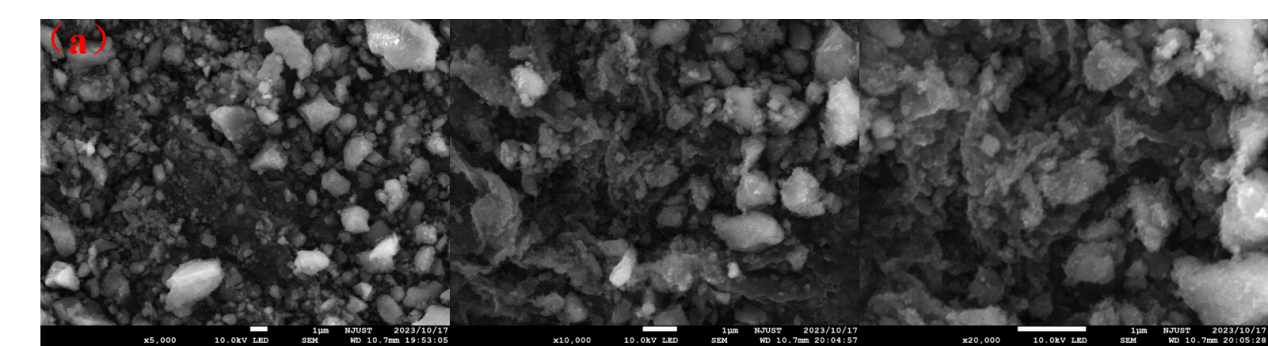 (a)
1μm NJUST 2023/10/17
x5,000 10.0kV LED SEM WD 10.7mm 19:53:05
1μm NJUST 2023/10/17
x10,000 10.0kV LED SEM WD 10.7mm 20:04:57
1μm NJUST 2023/10/17
x20,000 10.0kV LED SEM WD 10.7mm 20:05:28